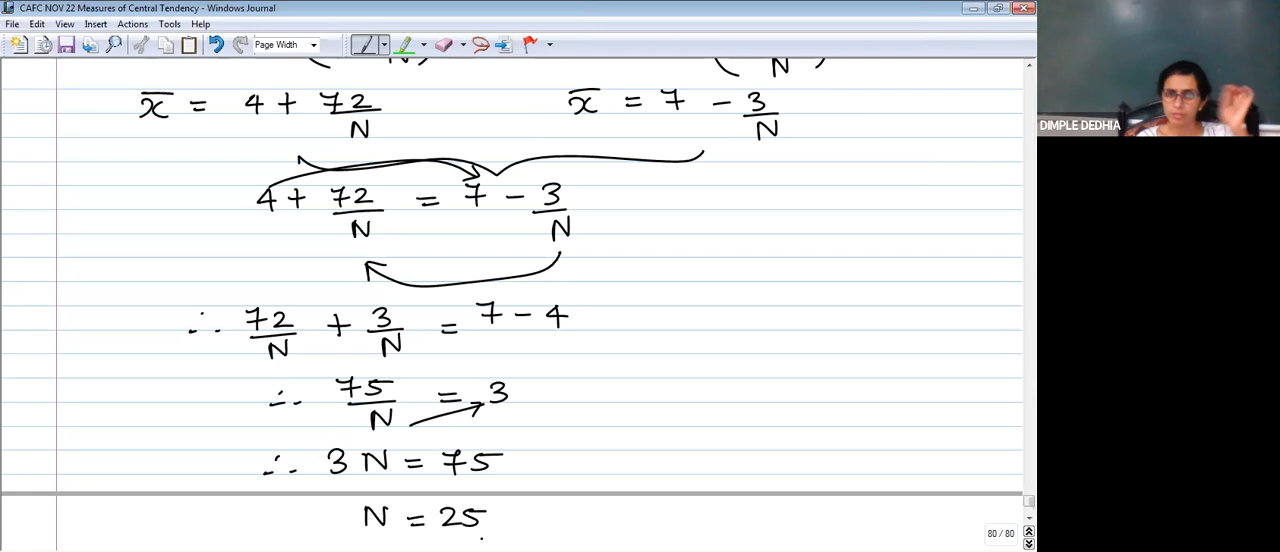 CAFC NOV 22 Measures of Central Tendency - Windows Journal
File Edit View Insert Actions Tools Help
Page Width
( N ) ( N )
x̄ = 4 + 72/N x̄ = 7 - 3/N
4 + 72/N = 7 - 3/N
∴ 72/N + 3/N = 7 - 4
∴ 75/N = 3
∴ 3N = 75
N = 25
80 / 80
DIMPLE DEDHIA